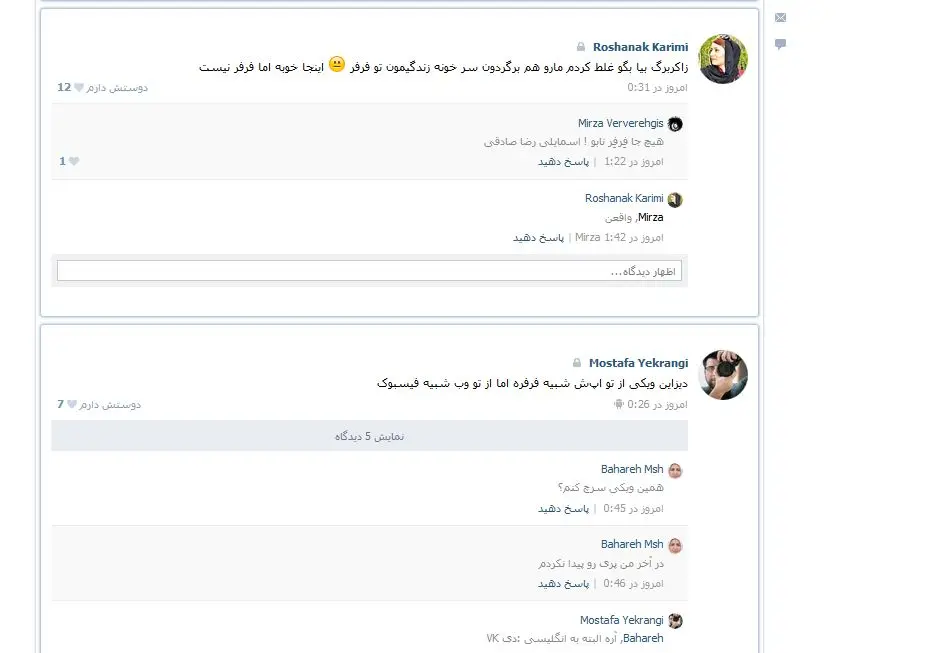 Roshanak Karimi
زاکربرگ بیا بگو غلط کردم مارو هم برگردون سر خونه زندگیمون تو فرفر 😐 اینجا خوبه اما فرفر نیست
امروز در 0:31
دوستش دارم 12
Mirza Ververehgis
هیچ جا فِرفِر نابو ! اسمایلی رضا صادقی
امروز در 1:22 | پاسخ دهید
1
Roshanak Karimi
Mirza, واقعن
امروز در 1:42 Mirza | پاسخ دهید
اظهار دیدگاه...
Mostafa Yekrangi
دیزاین ویکی از تو اپ‌ش شبیه فرفره اما از تو وب شبیه فیسبوک
امروز در 0:26
دوستش دارم 7
نمایش 5 دیدگاه
Bahareh Msh
همین ویکی سرچ کنم؟
امروز در 0:45 | پاسخ دهید
Bahareh Msh
در آخر من پری رو پیدا نکردم
امروز در 0:46 | پاسخ دهید
Mostafa Yekrangi
Bahareh, آره البته به انگلیسی :دی VK